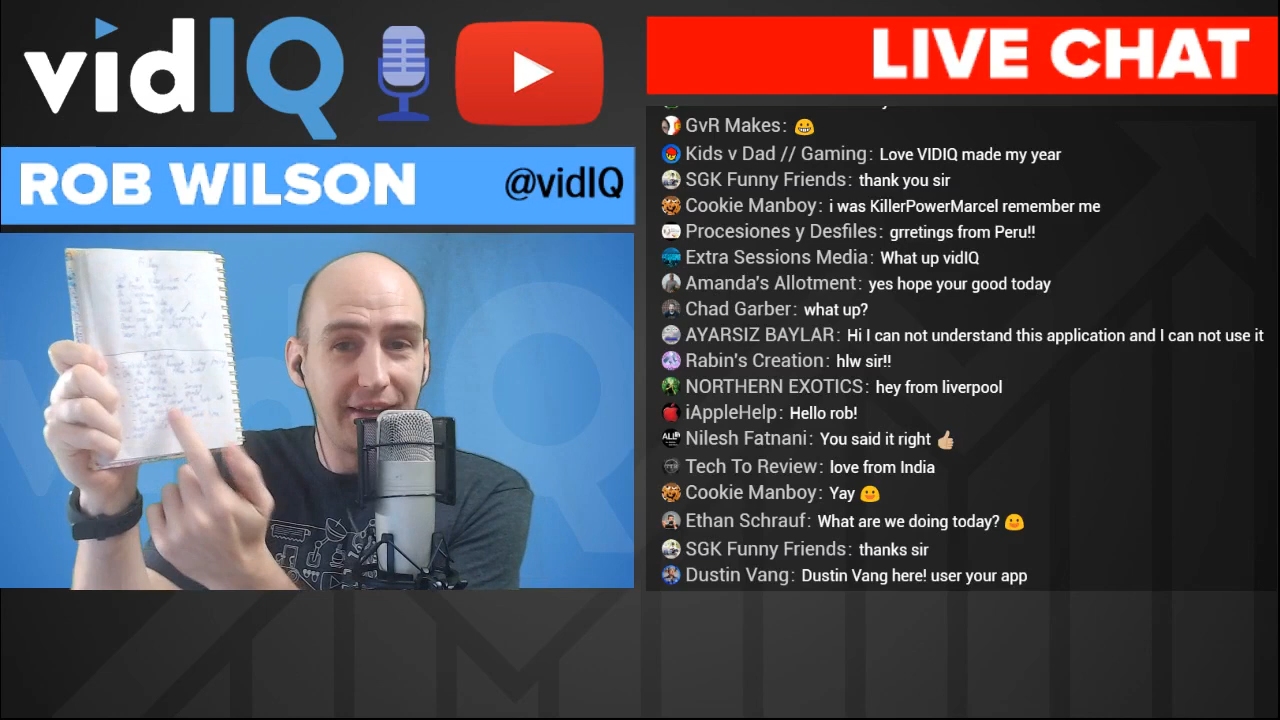 vidIQ
ROB WILSON
@vidIQ
LIVE CHAT
GvR Makes: 😬
Kids v Dad // Gaming: Love VIDIQ made my year
SGK Funny Friends: thank you sir
Cookie Manboy: i was KillerPowerMarcel remember me
Procesiones y Desfiles: grretings from Peru!!
Extra Sessions Media: What up vidIQ
Amanda's Allotment: yes hope your good today
Chad Garber: what up?
AYARSIZ BAYLAR: Hi I can not understand this application and I can not use it
Rabin's Creation: hlw sir!!
NORTHERN EXOTICS: hey from liverpool
iAppleHelp: Hello rob!
Nilesh Fatnani: You said it right 👍🏼
Tech To Review: love from India
Cookie Manboy: Yay 😛
Ethan Schrauf: What are we doing today? 😛
SGK Funny Friends: thanks sir
Dustin Vang: Dustin Vang here! user your app